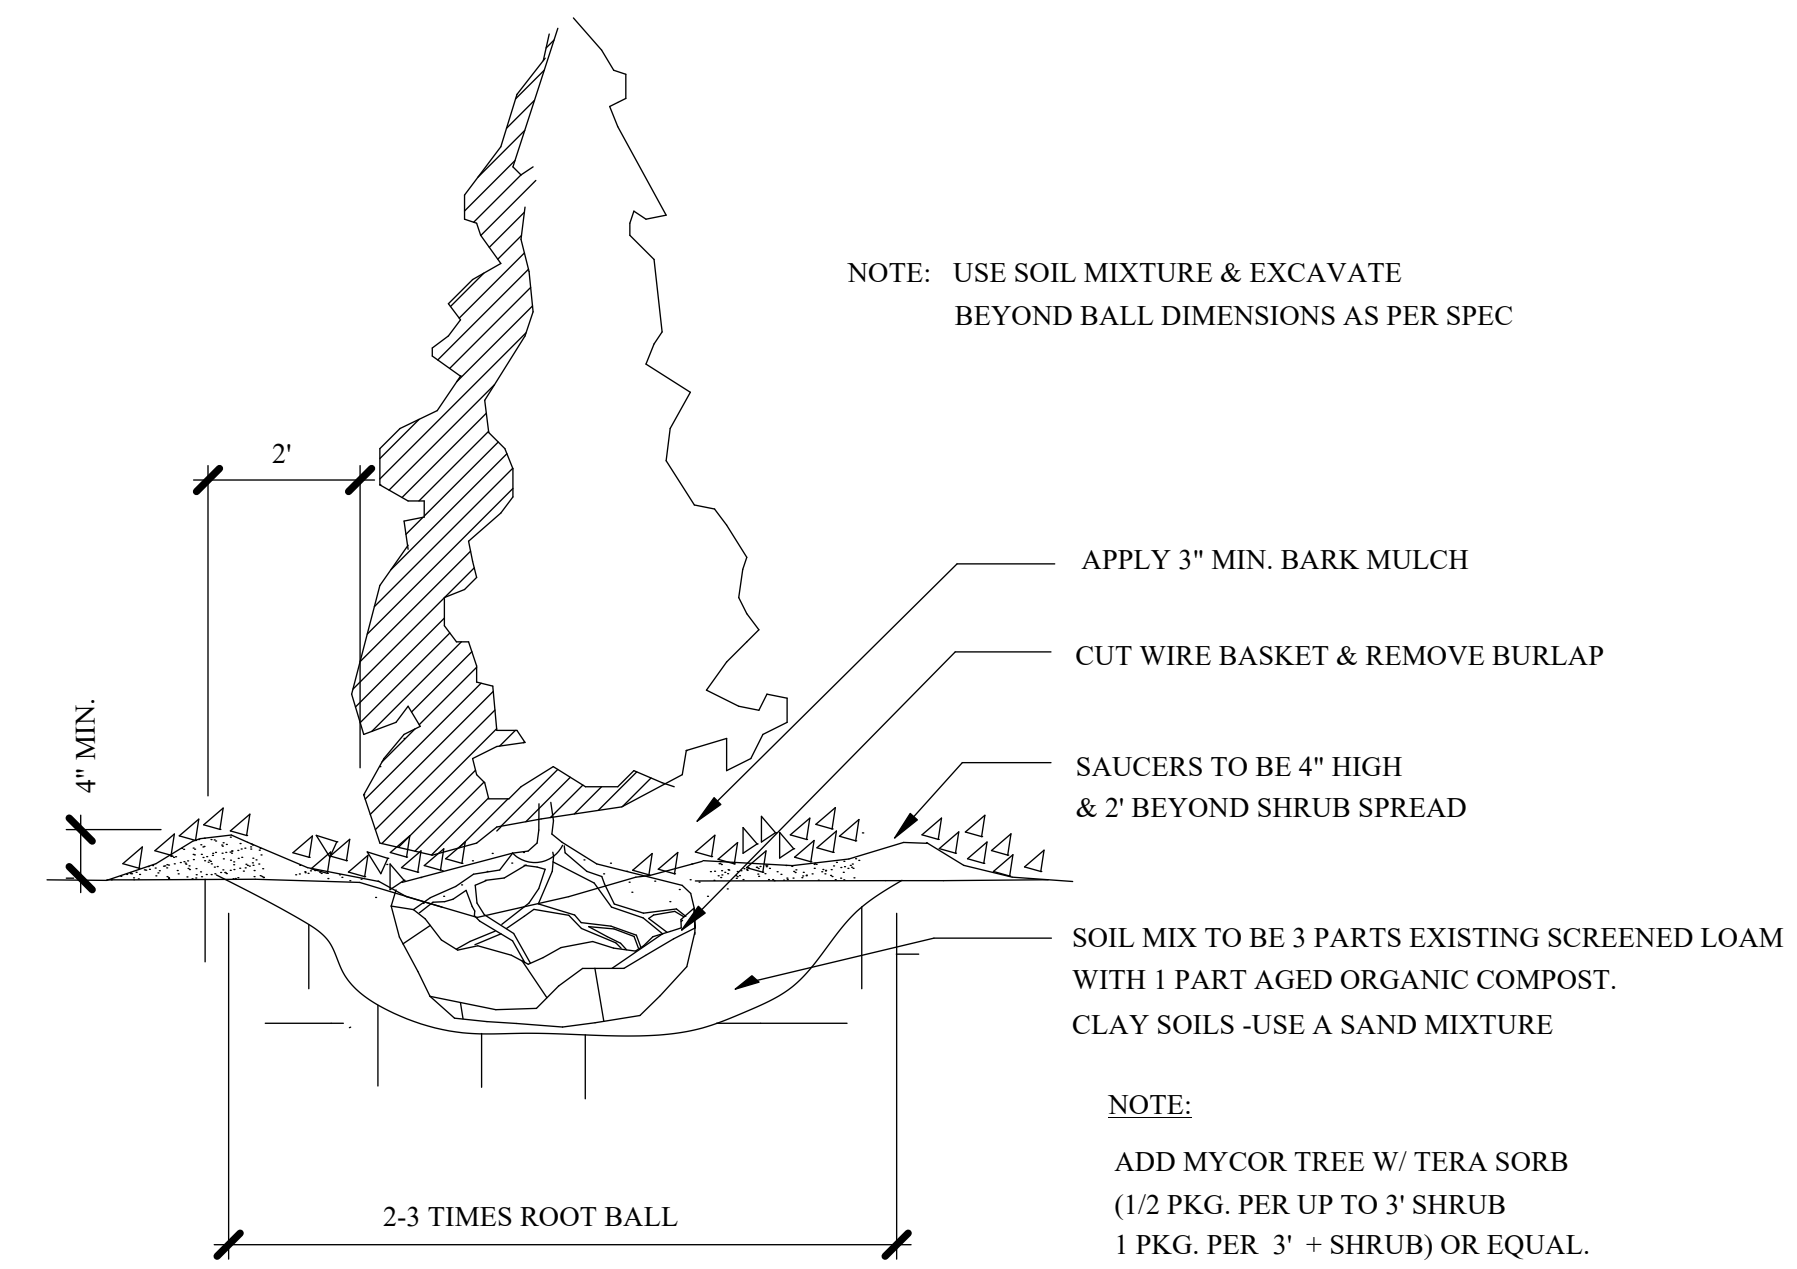 NOTE: USE SOIL MIXTURE & EXCAVATE
BEYOND BALL DIMENSIONS AS PER SPEC
2'
APPLY 3" MIN. BARK MULCH
CUT WIRE BASKET & REMOVE BURLAP
4" MIN.
SAUCERS TO BE 4" HIGH
& 2' BEYOND SHRUB SPREAD
SOIL MIX TO BE 3 PARTS EXISTING SCREENED LOAM
WITH 1 PART AGED ORGANIC COMPOST.
CLAY SOILS -USE A SAND MIXTURE
NOTE:
ADD MYCOR TREE W/ TERA SORB
(1/2 PKG. PER UP TO 3' SHRUB
1 PKG. PER 3' + SHRUB) OR EQUAL.
2-3 TIMES ROOT BALL